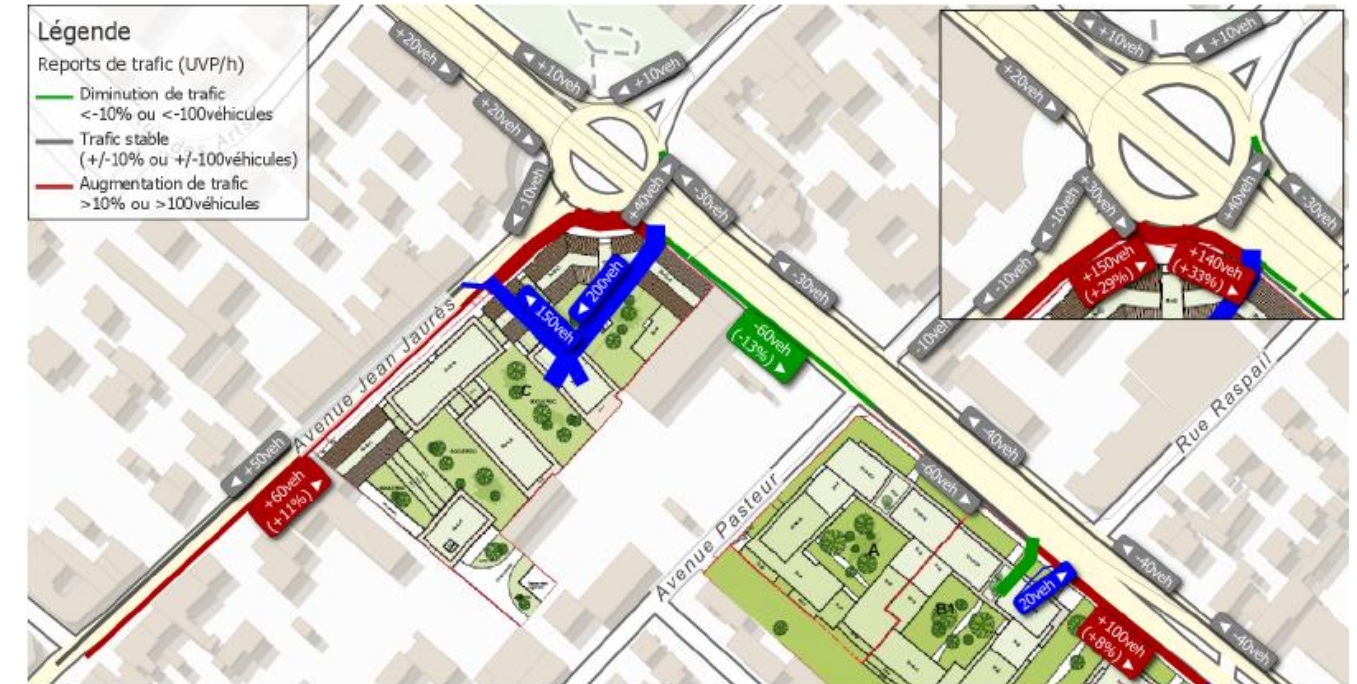 Légende
Reports de trafic (UVP/h)
Diminution de trafic
<-10% ou <-100véhicules
Trafic stable
(+/-10% ou +/-100véhicules)
Augmentation de trafic
>10% ou >100véhicules
+20veh ►
◄ +10veh
◄ +10veh
+20veh ►
◄ -10veh
+40veh ►
◄ -30veh
◄ -30veh
◄ 150veh
◄ 200veh
-60veh
(-13%) ►
Avenue Jean Jaurès
◄ +50veh
+60veh
(+11%) ►
C
Avenue Pasteur
-60veh ►
◄ -40veh
Rue Raspail
A
B1
20veh ►
+100veh
(+8%) ►
◄ -40veh
◄ -40veh
◄ +10veh
◄ +10veh
+20veh ►
+30veh ►
◄ -10veh
◄ -10veh
-10veh
+40veh ►
◄ -30veh
+150veh
(+29%) ►
+140veh
(+33%) ►